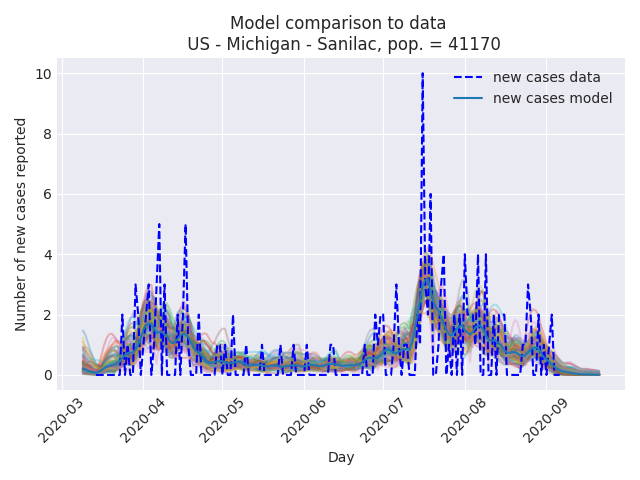 Model comparison to data
US - Michigan - Sanilac, pop. = 41170
new cases data
new cases model
Number of new cases reported
10
8
6
4
2
0
2020-03
2020-04
2020-05
2020-06
2020-07
2020-08
2020-09
Day